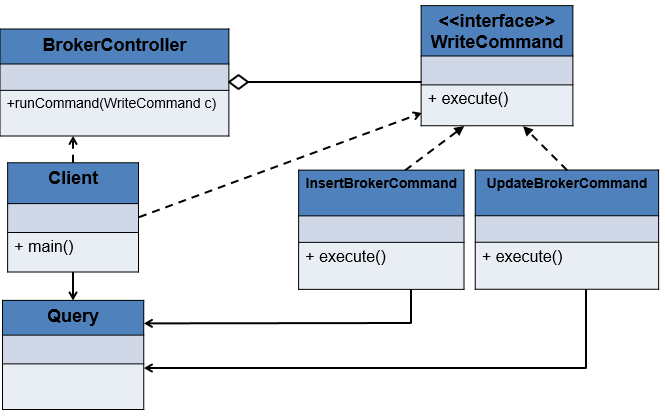 BrokerController
+runCommand(WriteCommand c)
<<interface>>
WriteCommand
+ execute()
Client
+ main()
InsertBrokerCommand
+ execute()
UpdateBrokerCommand
+ execute()
Query